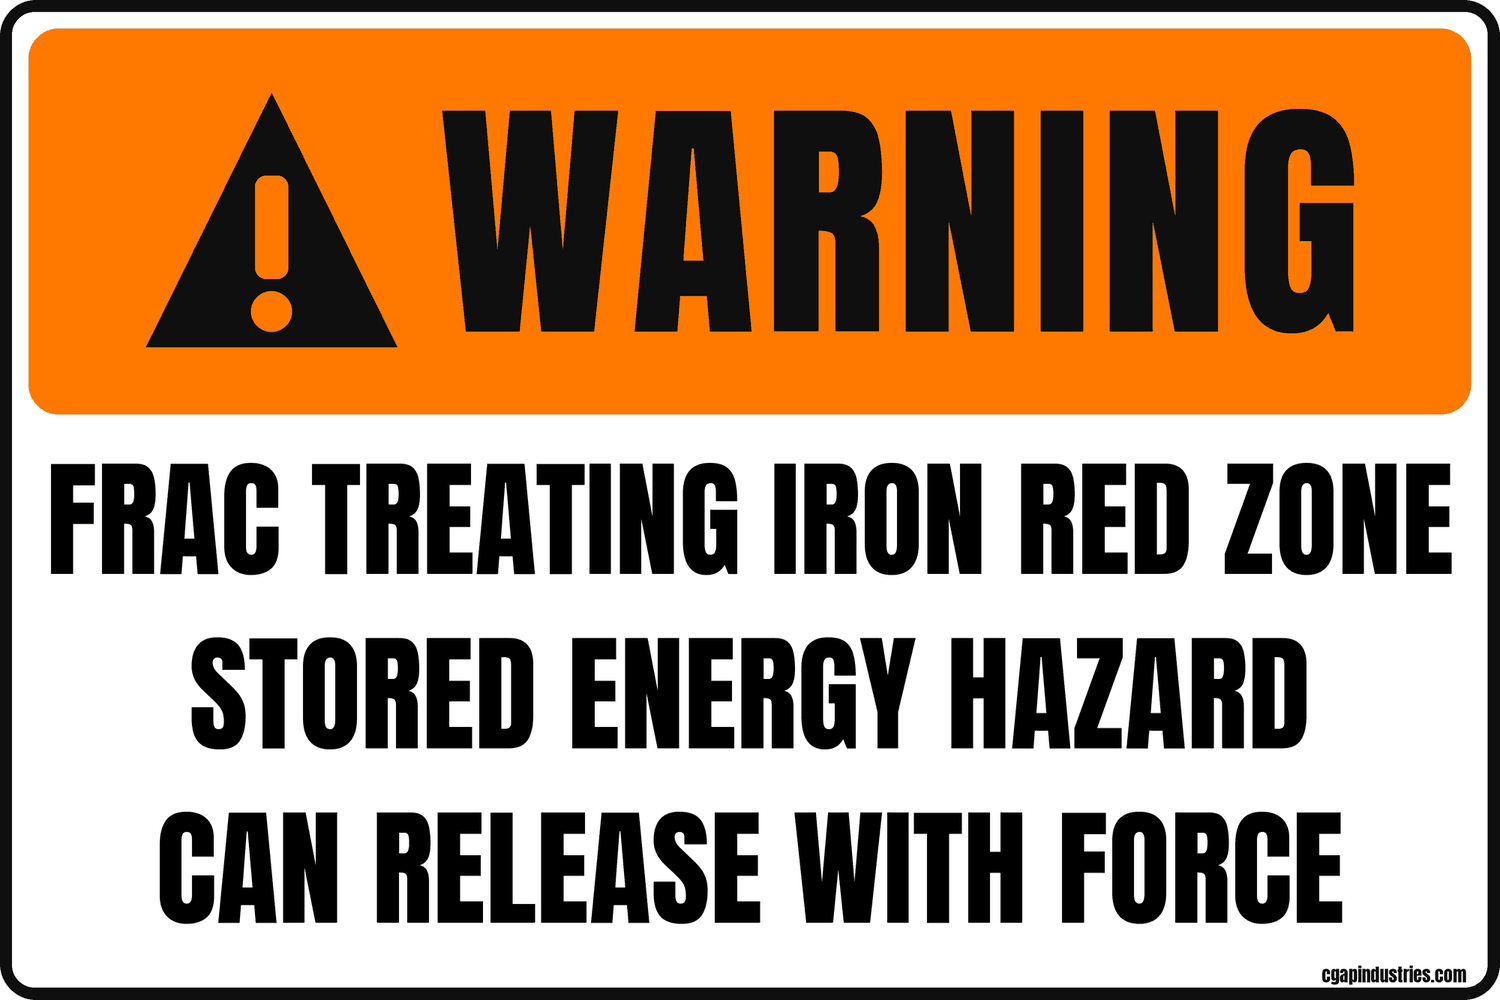 WARNING
FRAC TREATING IRON RED ZONE
STORED ENERGY HAZARD
CAN RELEASE WITH FORCE
cgapindustries.com